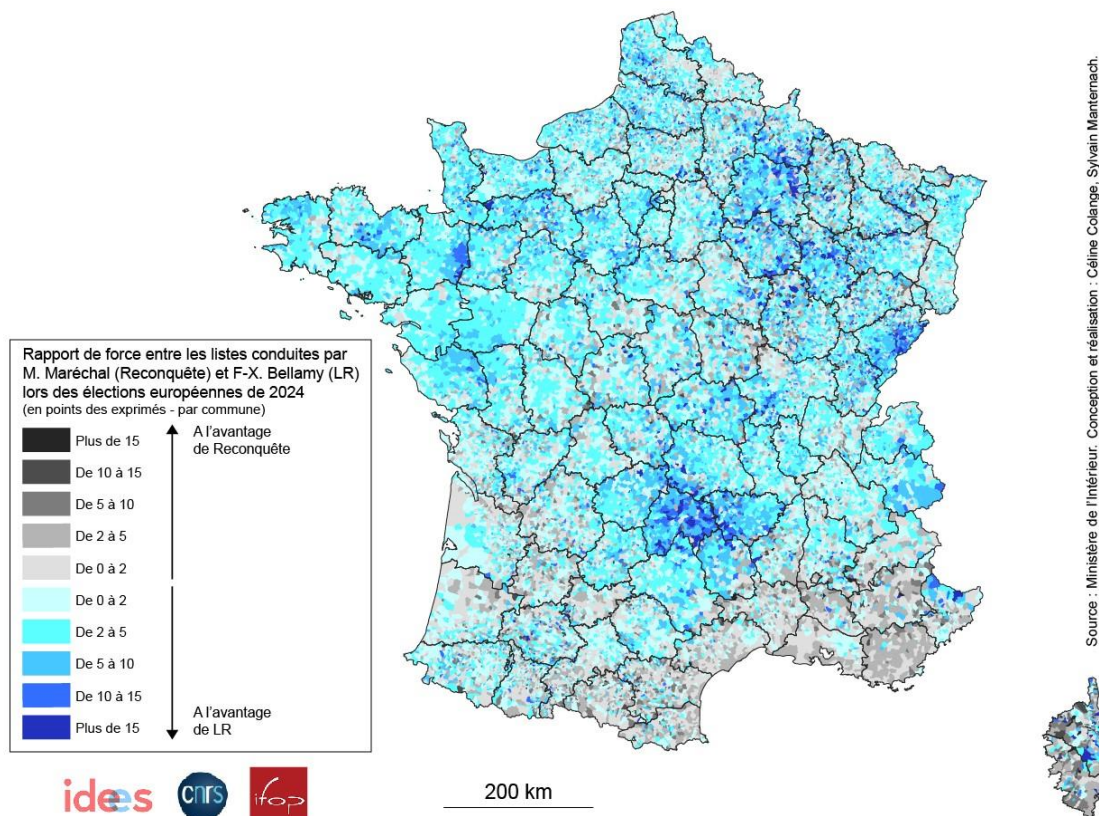 Rapport de force entre les listes conduites par
M. Maréchal (Reconquête) et F-X. Bellamy (LR)
lors des élections européennes de 2024
(en points des exprimés - par commune)
Plus de 15
De 10 à 15
De 5 à 10
De 2 à 5
De 0 à 2
De 0 à 2
De 2 à 5
De 5 à 10
De 10 à 15
Plus de 15
A l'avantage
de Reconquête
A l'avantage
de LR
idees
cnrs
ifop
200 km
Source : Ministère de l'Intérieur. Conception et réalisation : Céline Colange, Sylvain Manternach.